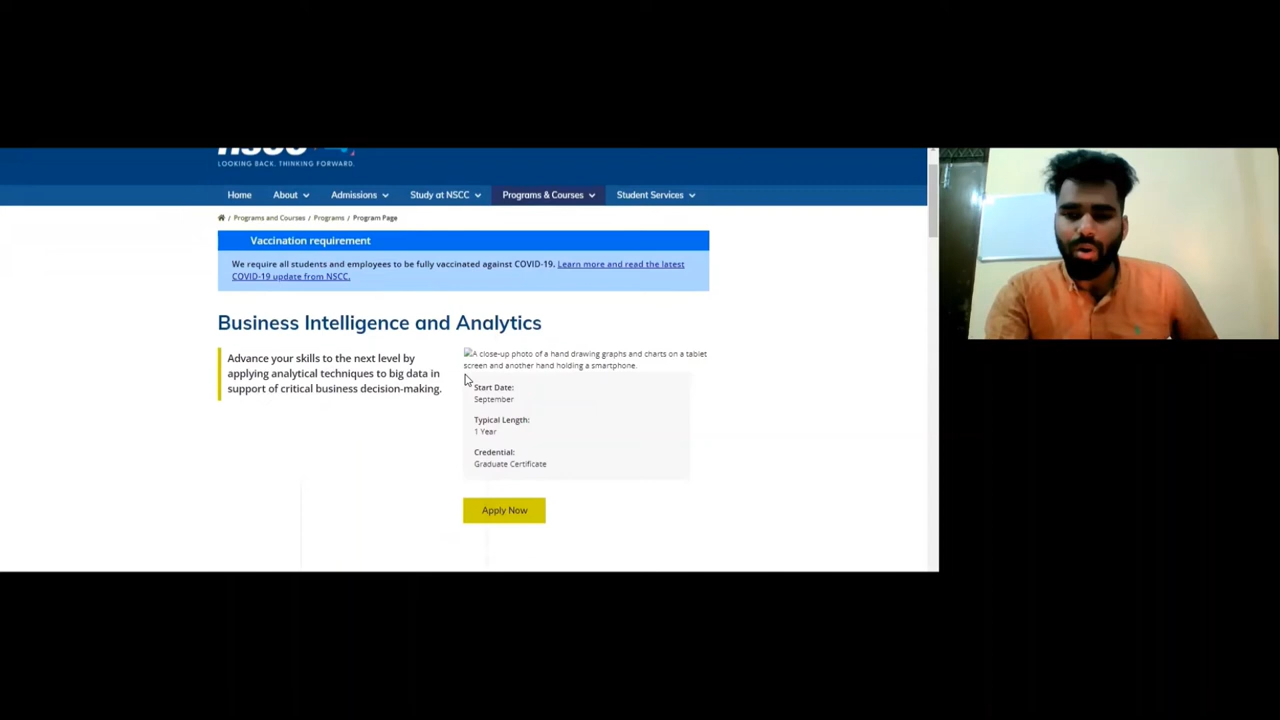 LOOKING BACK. THINKING FORWARD.
Home About Admissions Study at NSCC Programs & Courses Student Services
/ Programs and Courses / Programs / Program Page
Vaccination requirement
We require all students and employees to be fully vaccinated against COVID-19. Learn more and read the latest
COVID-19 update from NSCC.
Business Intelligence and Analytics
Advance your skills to the next level by
applying analytical techniques to big data in
support of critical business decision-making.
A close-up photo of a hand drawing graphs and charts on a tablet
screen and another hand holding a smartphone.
Start Date:
September
Typical Length:
1 Year
Credential:
Graduate Certificate
Apply Now